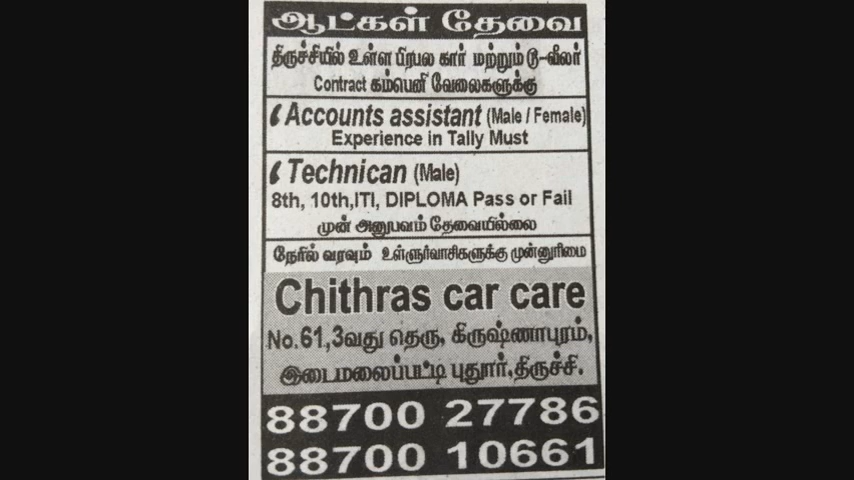 ஆட்கள் தேவை
திருச்சியில் உள்ள பிரபல கார் மற்றும் டூ-வீலர்
Contract கம்பெனி வேலைகளுக்கு
Accounts assistant (Male / Female)
Experience in Tally Must
Technican (Male)
8th, 10th,ITI, DIPLOMA Pass or Fail
முன் அனுபவம் தேவையில்லை
நேரில் வரவும் உள்ளுர்வாசிகளுக்கு முன்னுரிமை
Chithras car care
No.61,3வது தெரு, கிருஷ்ணாபுரம்,
இடைமலைப்பட்டி புதூர்,திருச்சி.
88700 27786
88700 10661